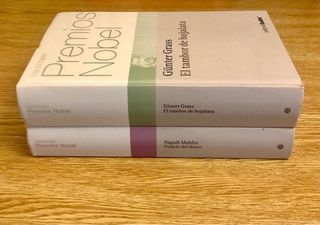 COLECCIÓN
Premios
Nobel
Günter Grass
El tambor de hojalata
COLECCIÓN
Premios Nobel
Günter Grass
El tambor de hojalata
COLECCIÓN
Premios Nobel
Naguib Mahfuz
Palacio del deseo